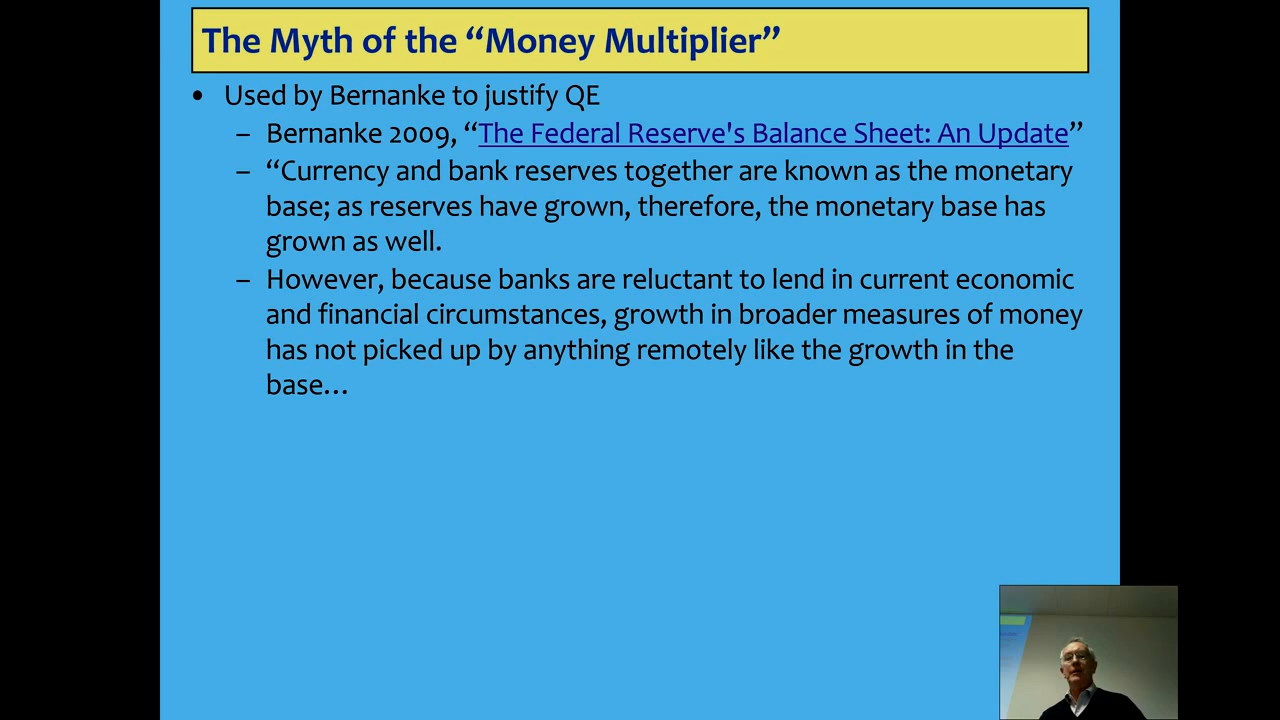 The Myth of the “Money Multiplier”
• Used by Bernanke to justify QE
– Bernanke 2009, “The Federal Reserve's Balance Sheet: An Update”
– “Currency and bank reserves together are known as the monetary
base; as reserves have grown, therefore, the monetary base has
grown as well.
– However, because banks are reluctant to lend in current economic
and financial circumstances, growth in broader measures of money
has not picked up by anything remotely like the growth in the
base…